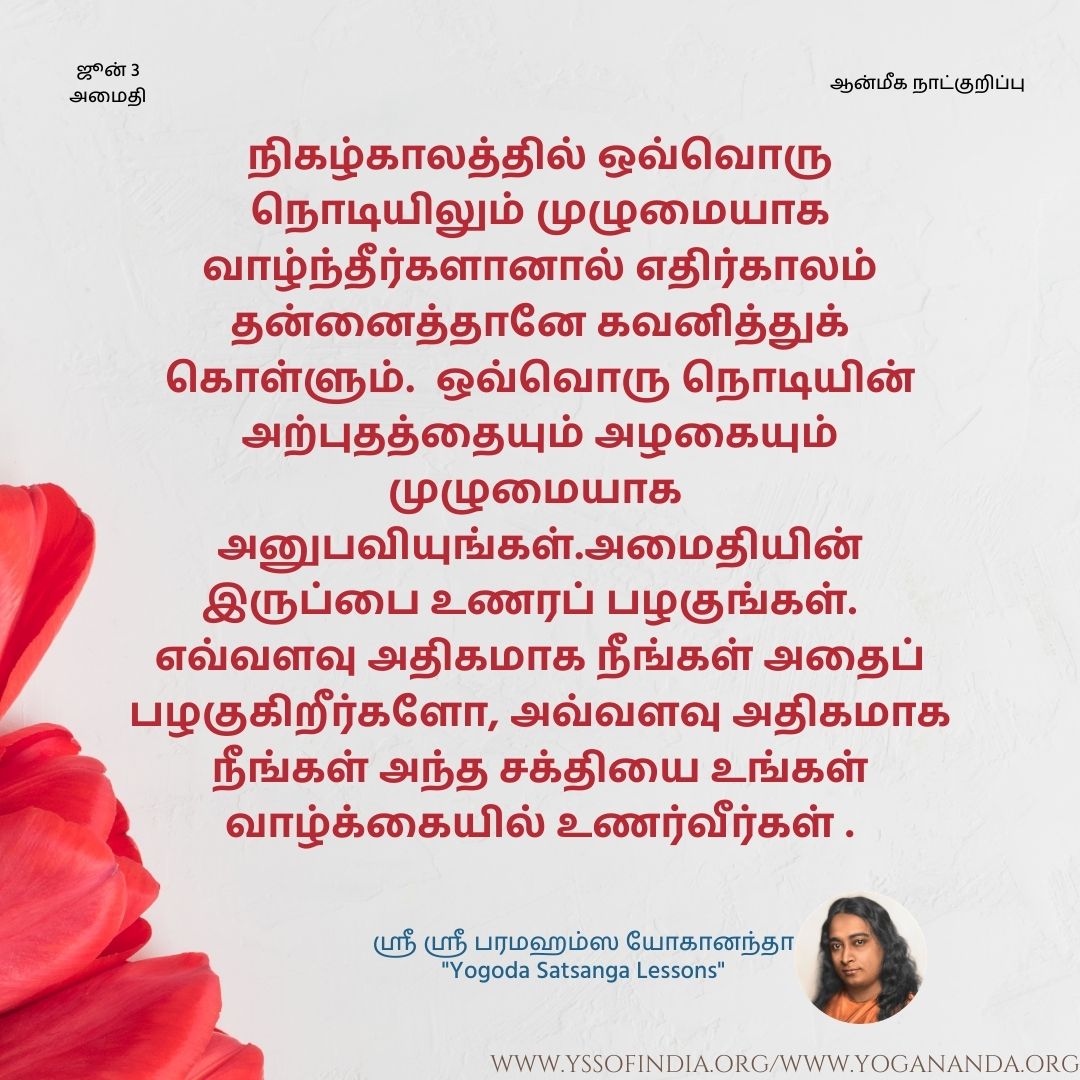 ஜூன் 3
அமைதி
ஆன்மீக நாட்குறிப்பு
நிகழ்காலத்தில் ஒவ்வொரு
நொடியிலும் முழுமையாக
வாழ்ந்தீர்களானால் எதிர்காலம்
தன்னைத்தானே கவனித்துக்
கொள்ளும். ஒவ்வொரு நொடியின்
அற்புதத்தையும் அழகையும்
முழுமையாக
அனுபவியுங்கள்.அமைதியின்
இருப்பை உணரப் பழகுங்கள்.
எவ்வளவு அதிகமாக நீங்கள் அதைப்
பழகுகிறீர்களோ, அவ்வளவு அதிகமாக
நீங்கள் அந்த சக்தியை உங்கள்
வாழ்க்கையில் உணர்வீர்கள் .
ஸ்ரீ ஸ்ரீ பரமஹம்ஸ யோகானந்தா
"Yogoda Satsanga Lessons"
WWW.YSSOFINDIA.ORG/WWW.YOGANANDA.ORG